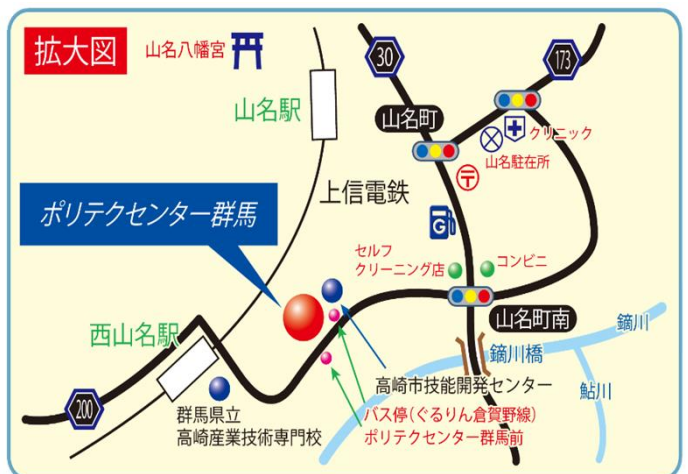 拡大図
山名八幡宮
30
173
山名駅
山名町
クリニック
山名駐在所
上信電鉄
ポリテクセンター群馬
G
セルフ
クリーニング店
コンビニ
西山名駅
山名町南
鏑川
鏑川橋
高崎市技能開発センター
鮎川
200
群馬県立
高崎産業技術専門校
バス停(ぐるりん倉賀野線)
ポリテクセンター群馬前